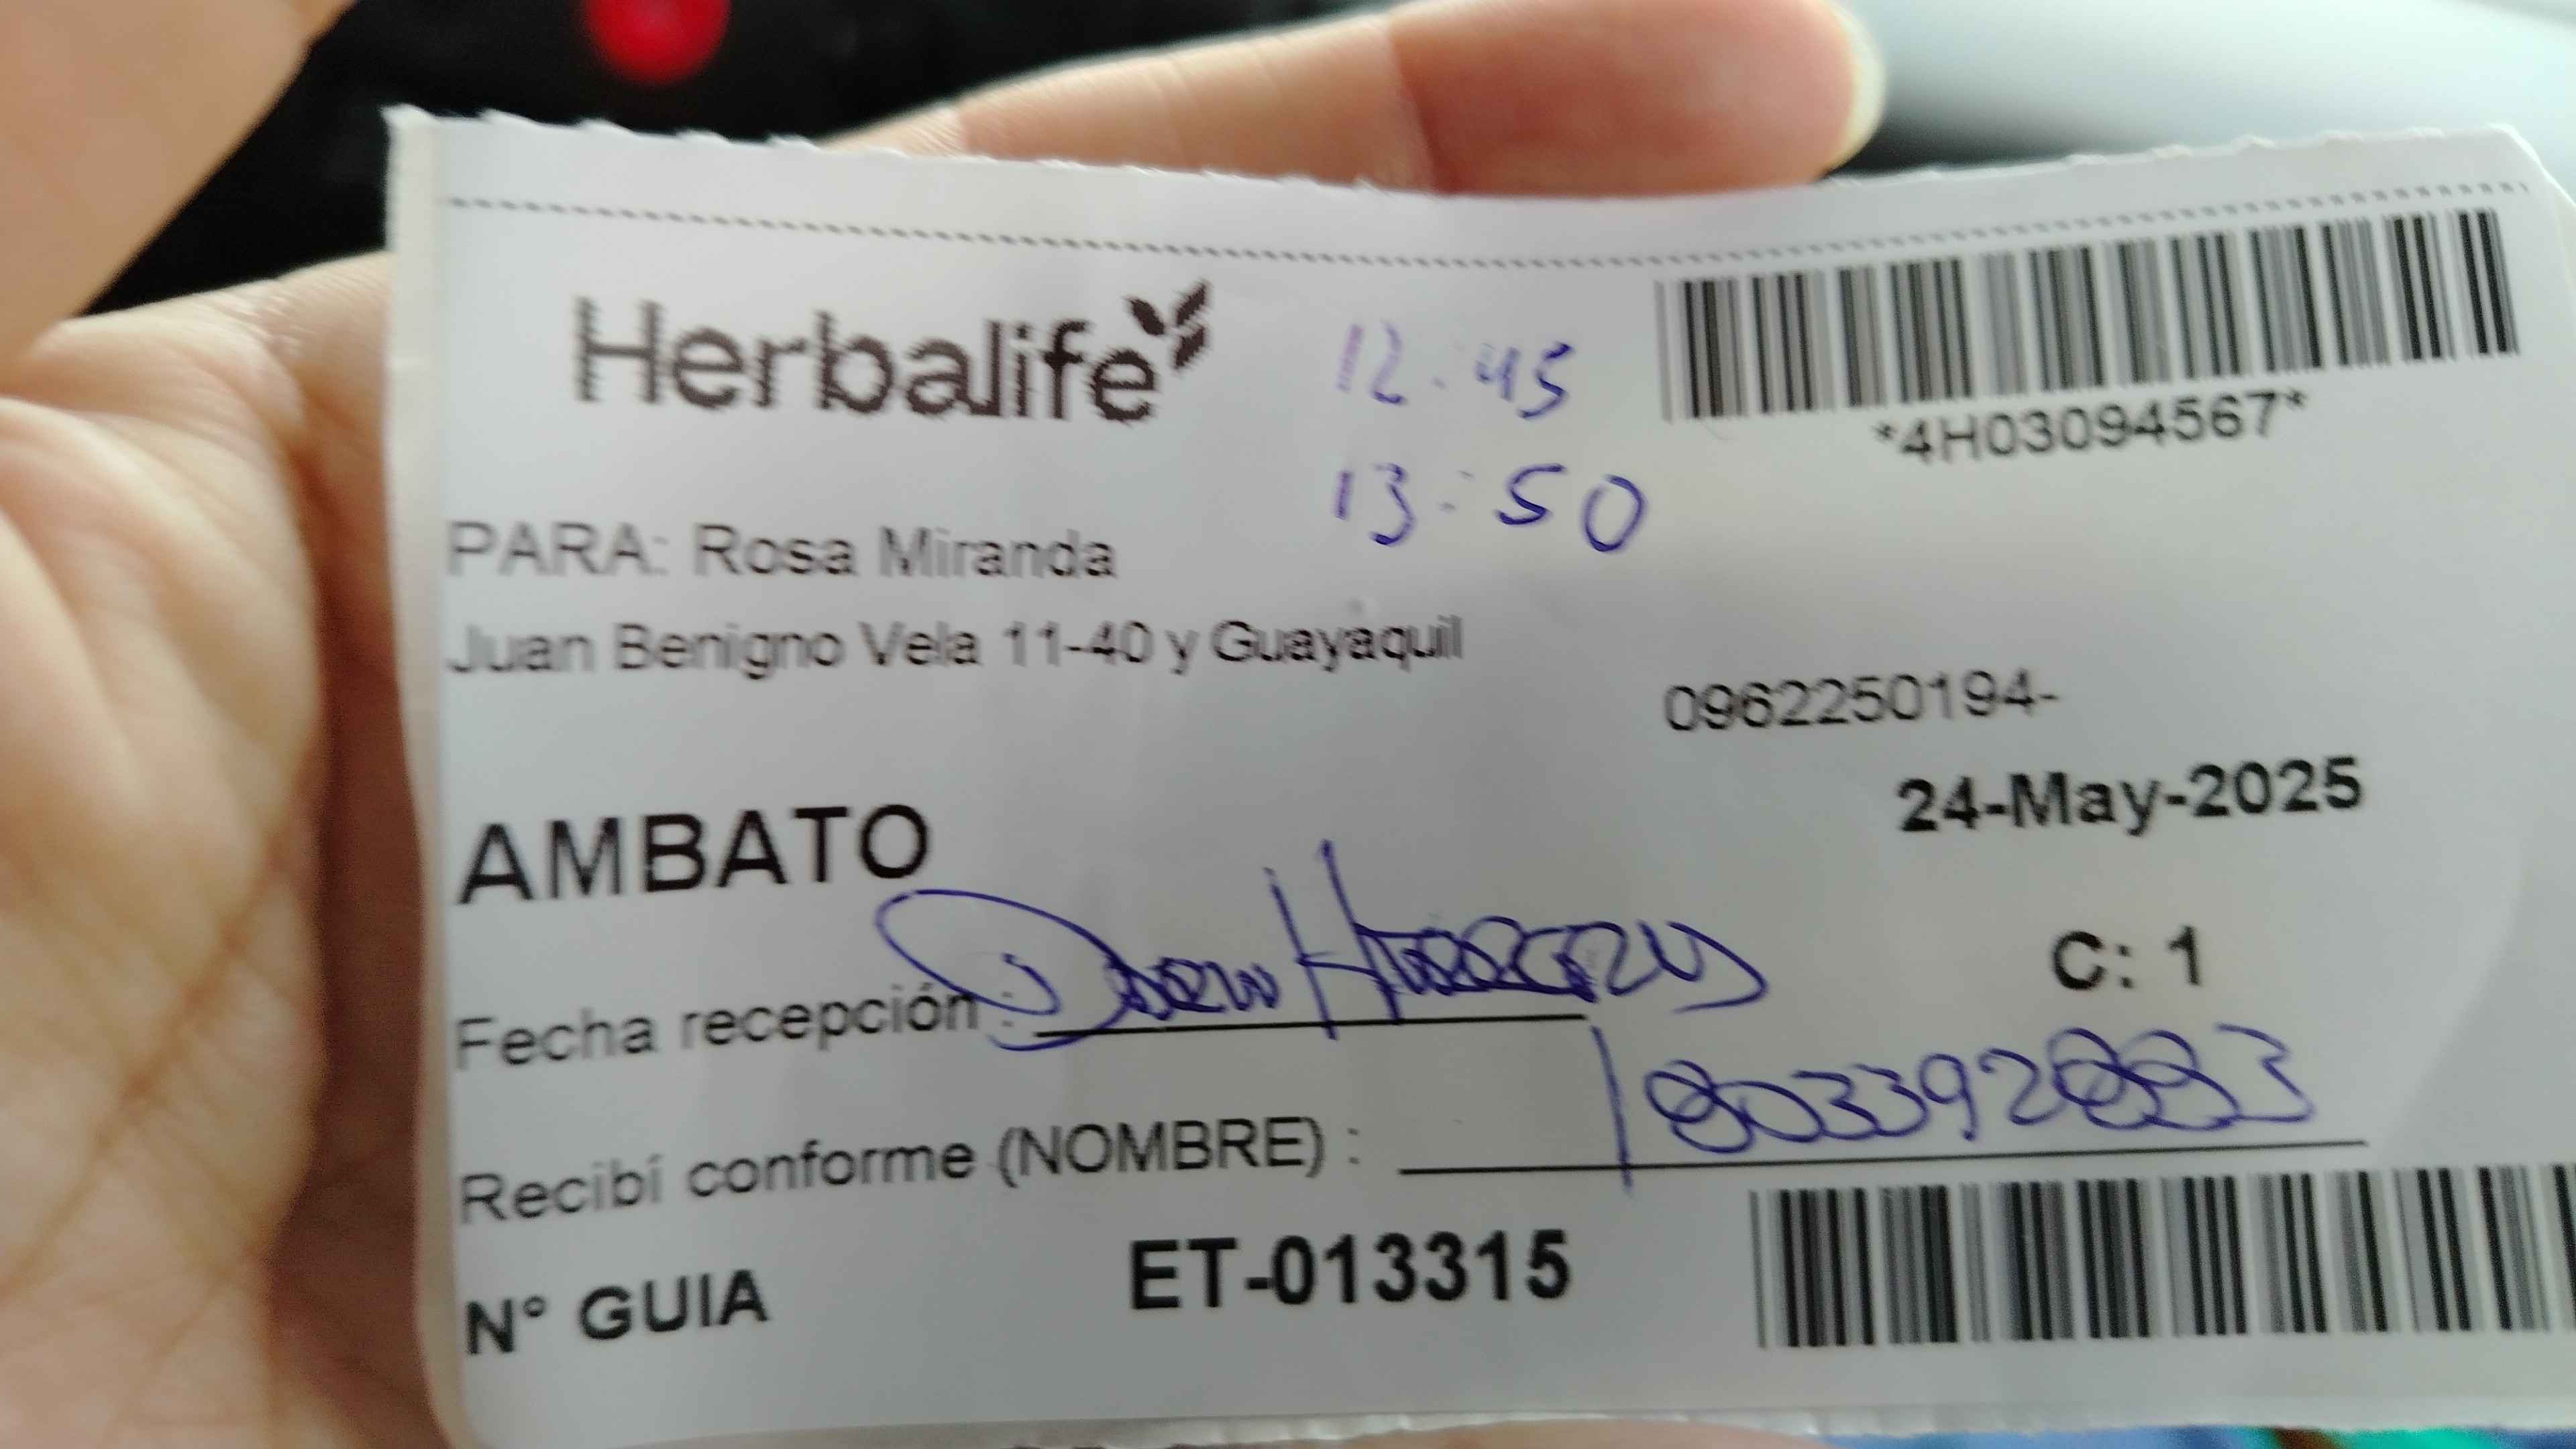 Herbalife
12:45
*4H03094567*
13:50
PARA: Rosa Miranda
Juan Benigno Vela 11-40 y Guayaquil
0962250194-
24-May-2025
AMBATO
C: 1
Fecha recepción :
1803392883
Recibí conforme (NOMBRE) :
N° GUIA ET-013315